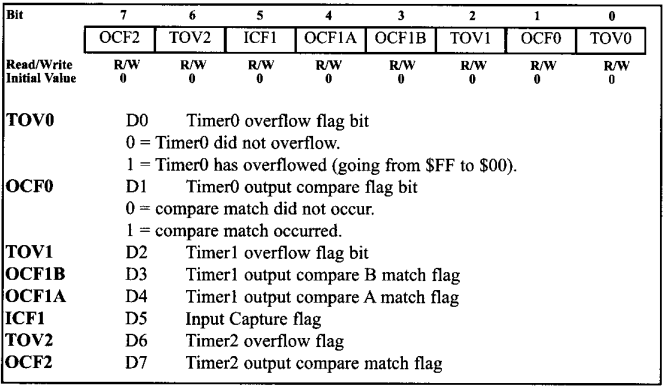 Bit 7 6 5 4 3 2 1 0
OCF2 TOV2 ICF1 OCF1A OCF1B TOV1 OCF0 TOV0
Read/Write R/W R/W R/W R/W R/W R/W R/W R/W
Initial Value 0 0 0 0 0 0 0 0
TOV0 D0 Timer0 overflow flag bit
0 = Timer0 did not overflow.
1 = Timer0 has overflowed (going from $FF to $00).
OCF0 D1 Timer0 output compare flag bit
0 = compare match did not occur.
1 = compare match occurred.
TOV1 D2 Timer1 overflow flag bit
OCF1B D3 Timer1 output compare B match flag
OCF1A D4 Timer1 output compare A match flag
ICF1 D5 Input Capture flag
TOV2 D6 Timer2 overflow flag
OCF2 D7 Timer2 output compare match flag